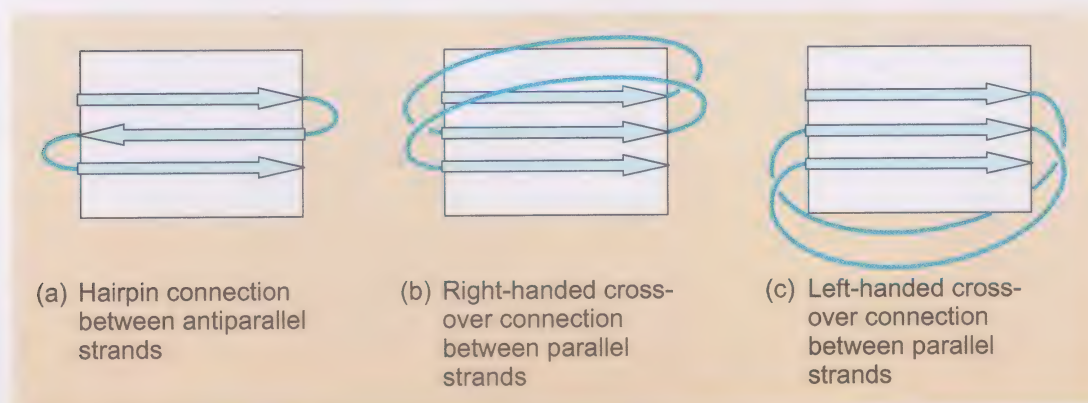 (a) Hairpin connection
between antiparallel
strands
(b) Right-handed cross-
over connection
between parallel
strands
(c) Left-handed cross-
over connection
between parallel
strands